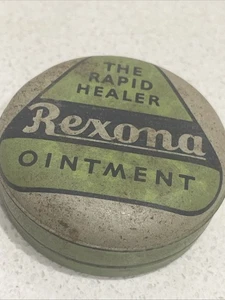 THE
RAPID
HEALER
Rexona
OINTMENT